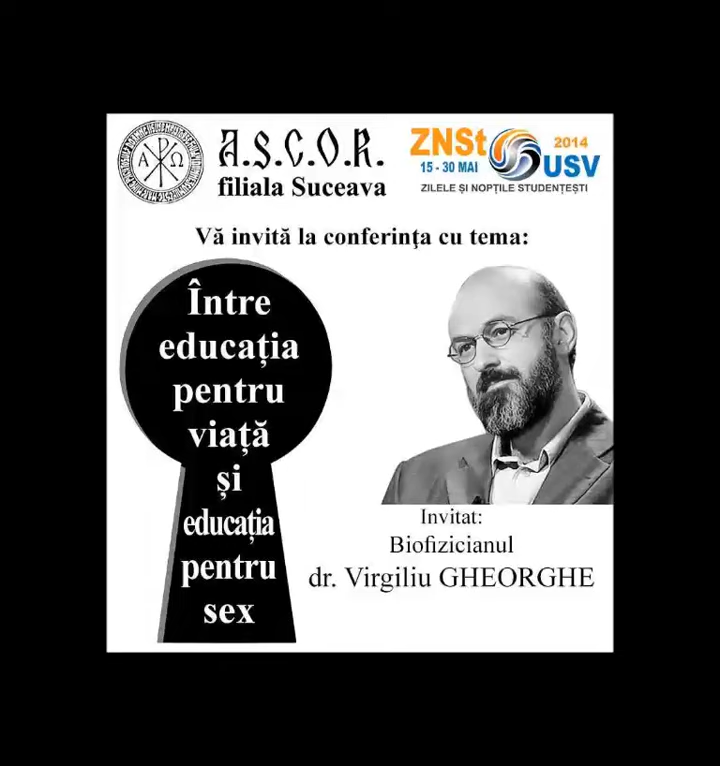 A.S.C.O.R.
filiala Suceava
ZNSt 2014
15 - 30 MAI USV
ZILELE ȘI NOPȚILE STUDENȚEȘTI
Vă invită la conferinţa cu tema:
Între
educația
pentru
viață
și
educația
pentru
sex
Invitat:
Biofizicianul
dr. Virgiliu GHEORGHE